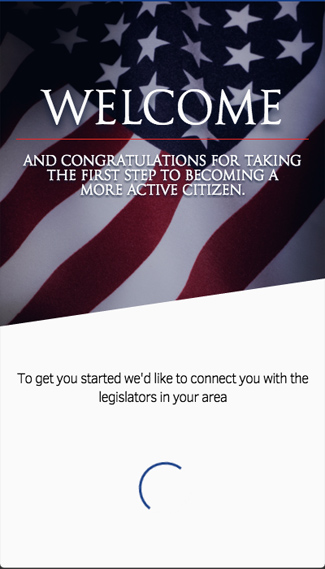 WELCOME
AND CONGRATULATIONS FOR TAKING
THE FIRST STEP TO BECOMING A
MORE ACTIVE CITIZEN.
To get you started we'd like to connect you with the
legislators in your area